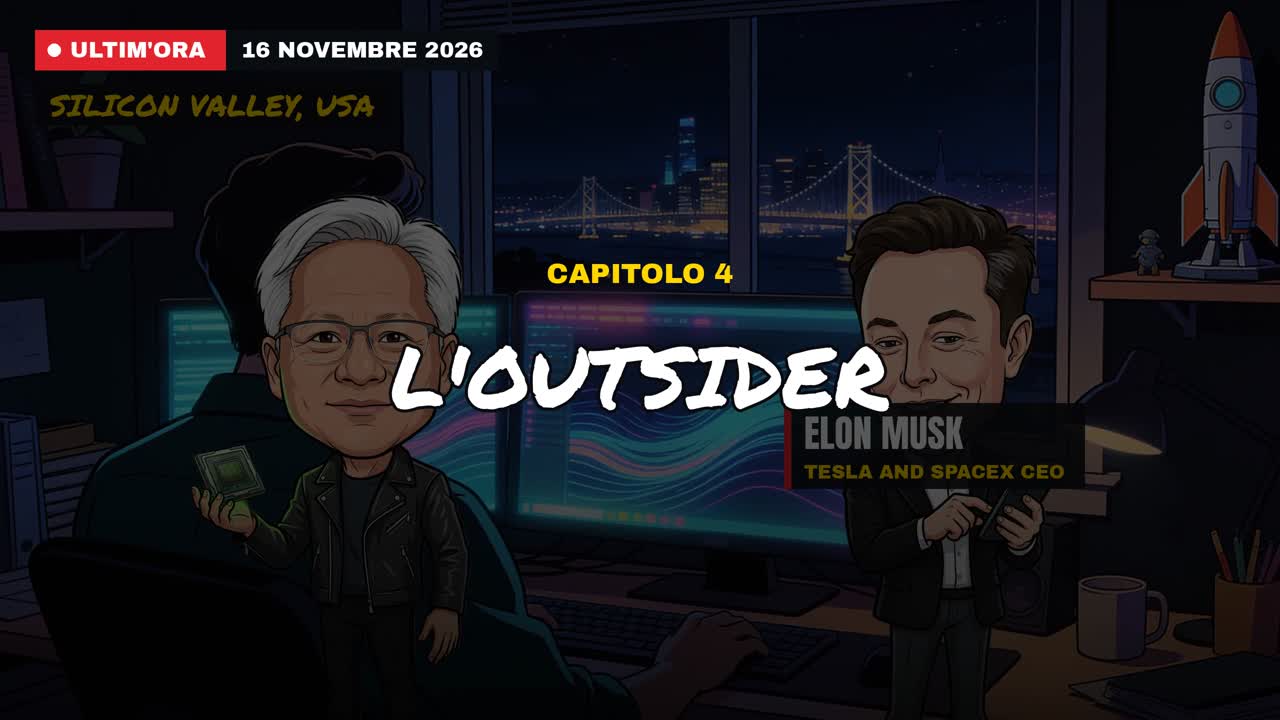 ULTIM'ORA
16 NOVEMBRE 2026
SILICON VALLEY, USA
CAPITOLO 4
L'OUTSIDER
ELON MUSK
TESLA AND SPACEX CEO